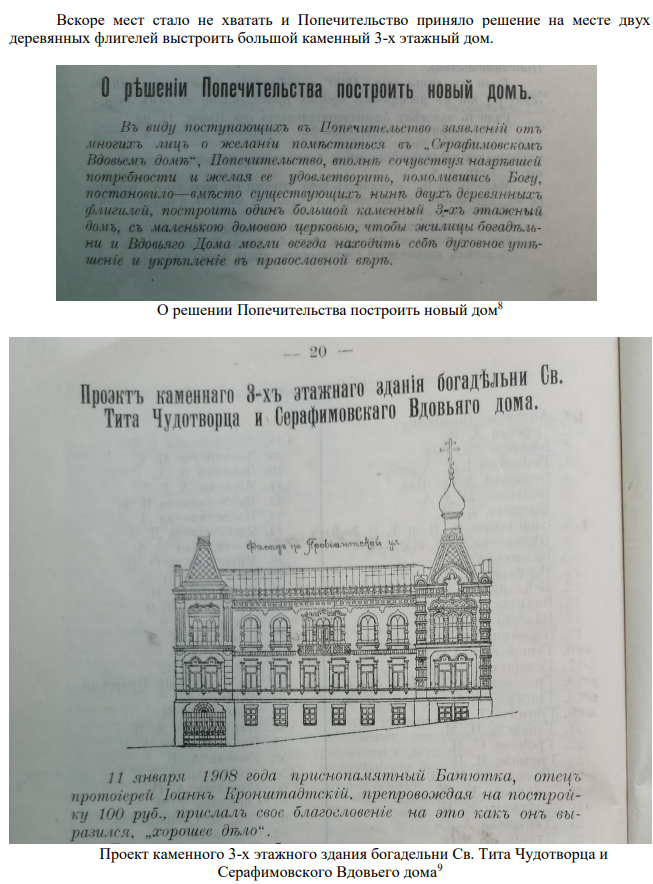 Вскоре мест стало не хватать и Попечительство приняло решение на месте двух
деревянных флигелей выстроить большой каменный 3-х этажный дом.
О рѣшеніи Попечительства построить новый домъ.
Въ виду поступающихъ въ Попечительство заявленій отъ
многихъ лицъ о желаніи помѣститься въ „Серафимовскомъ
Вдовьемъ домѣ“, Попечительство, вполнѣ сочувствуя назрѣвшей
потребности и желая ее удовлетворить, помолившись Богу,
постановило—вмѣсто существующихъ нынѣ двухъ деревянныхъ
флигилей, построить одинъ большой каменный 3-хъ этажный
домъ, съ маленькою домовою церковью, чтобы жилицы богадѣль-
ни и Вдовьяго Дома могли всегда находить себѣ духовное утѣ-
шеніе и укрѣпленіе въ православной вѣрѣ.
О решении Попечительства построить новый дом8
— 20 —
Проэктъ каменнаго 3-хъ этажнаго зданія богадѣльни Св.
Тита Чудотворца и Серафимовскаго Вдовьяго дома.
Фасадъ по Провіантской ул.
11 января 1908 года приснопамятный Батюшка, отецъ
протоіерей Іоаннъ Кронштадтскій, препровождая на построй-
ку 100 руб., прислалъ свое благословеніе на это какъ онъ вы-
разился, „хорошее дѣло“.
Проект каменного 3-х этажного здания богадельни Св. Тита Чудотворца и
Серафимовского Вдовьего дома9